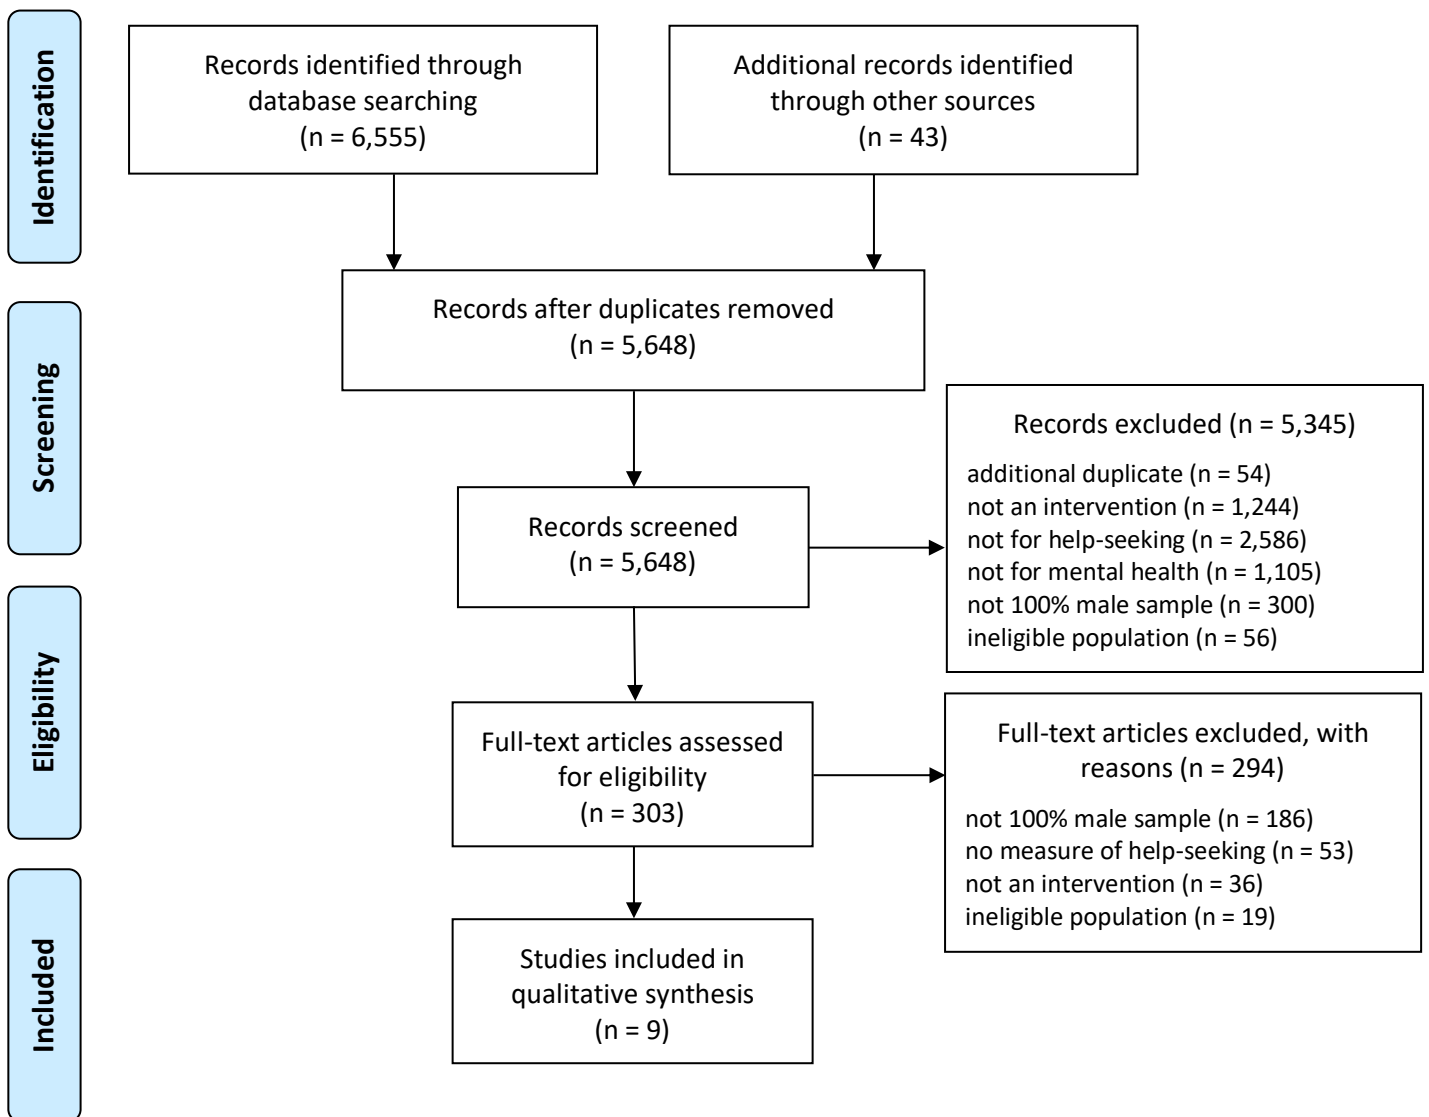 Identification
Records identified through
database searching
(n = 6,555)
Additional records identified
through other sources
(n = 43)
Records after duplicates removed
(n = 5,648)
Screening
Records screened
(n = 5,648)
Records excluded (n = 5,345)
additional duplicate (n = 54)
not an intervention (n = 1,244)
not for help-seeking (n = 2,586)
not for mental health (n = 1,105)
not 100% male sample (n = 300)
ineligible population (n = 56)
Eligibility
Full-text articles assessed
for eligibility
(n = 303)
Full-text articles excluded, with
reasons (n = 294)
not 100% male sample (n = 186)
no measure of help-seeking (n = 53)
not an intervention (n = 36)
ineligible population (n = 19)
Included
Studies included in
qualitative synthesis
(n = 9)